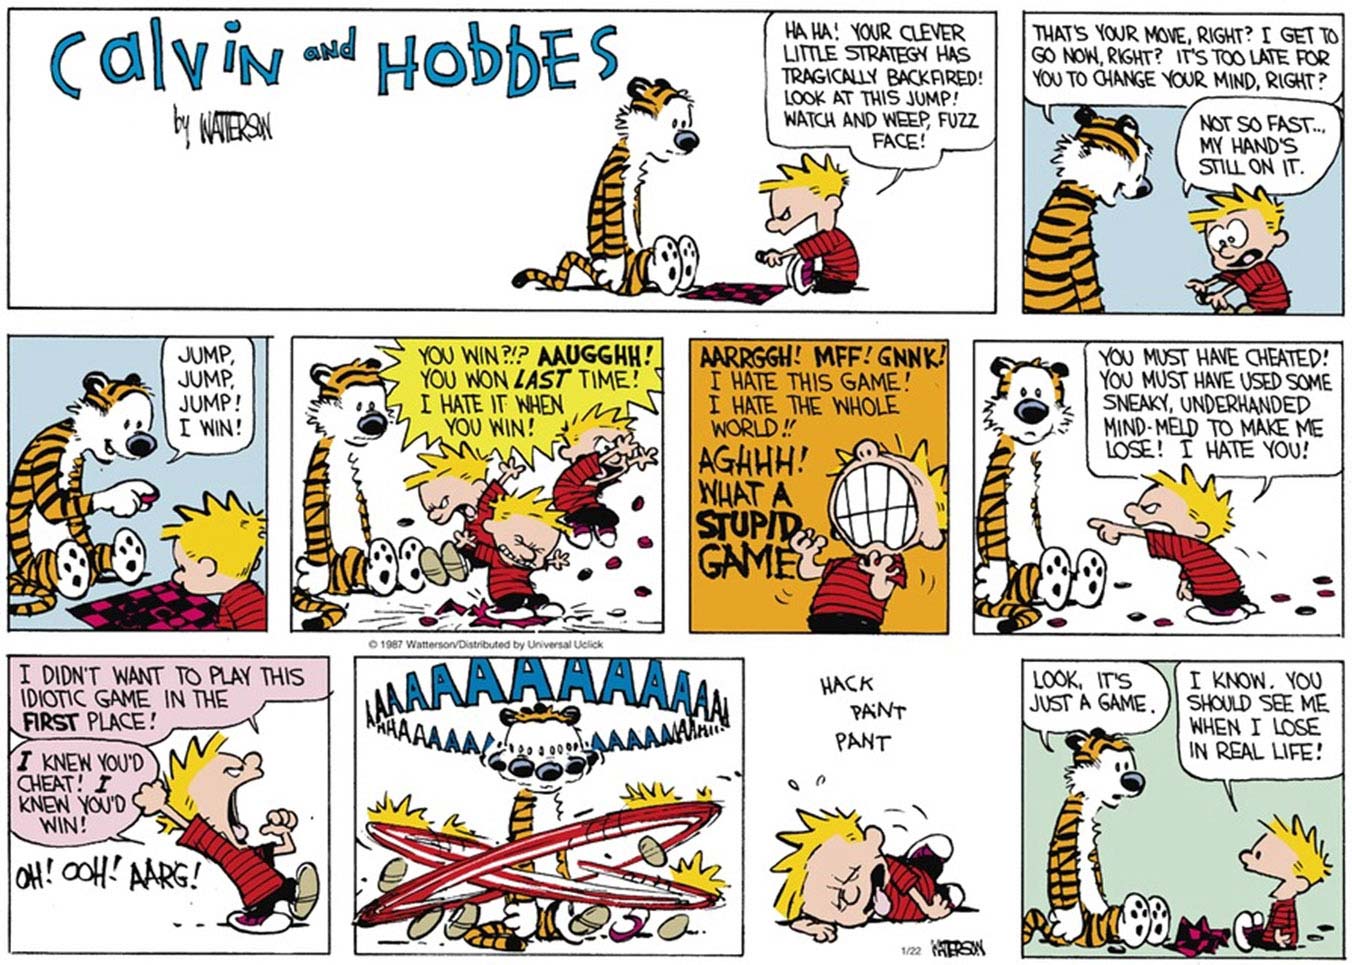 Calvin and Hobbes
by WATTERSON
HA HA! YOUR CLEVER
LITTLE STRATEGY HAS
TRAGICALLY BACKFIRED!
LOOK AT THIS JUMP!
WATCH AND WEEP, FUZZ
FACE!
THAT'S YOUR MOVE, RIGHT? I GET TO
GO NOW, RIGHT? IT'S TOO LATE FOR
YOU TO CHANGE YOUR MIND, RIGHT?
NOT SO FAST...
MY HAND'S
STILL ON IT.
JUMP,
JUMP,
JUMP!
I WIN!
YOU WIN?!? AAUGGHH!
YOU WON LAST TIME!
I HATE IT WHEN
YOU WIN!
AARRGGH! MFF! GNNK!
I HATE THIS GAME!
I HATE THE WHOLE
WORLD!!
AGHHH!
WHAT A
STUPID
GAME!
YOU MUST HAVE CHEATED!
YOU MUST HAVE USED SOME
SNEAKY, UNDERHANDED
MIND-MELD TO MAKE ME
LOSE! I HATE YOU!
© 1987 Watterson/Distributed by Universal Uclick
I DIDN'T WANT TO PLAY THIS
IDIOTIC GAME IN THE
FIRST PLACE!
I KNEW YOU'D
CHEAT! I
KNEW YOU'D
WIN!
OH! OOH! AARG!
AAAAAAAAAAAAAAAA
AAAAAAAAAAAAAAA
HACK
PANT
PANT
1/22 WATTERSON
LOOK, IT'S
JUST A GAME.
I KNOW. YOU
SHOULD SEE ME
WHEN I LOSE
IN REAL LIFE!